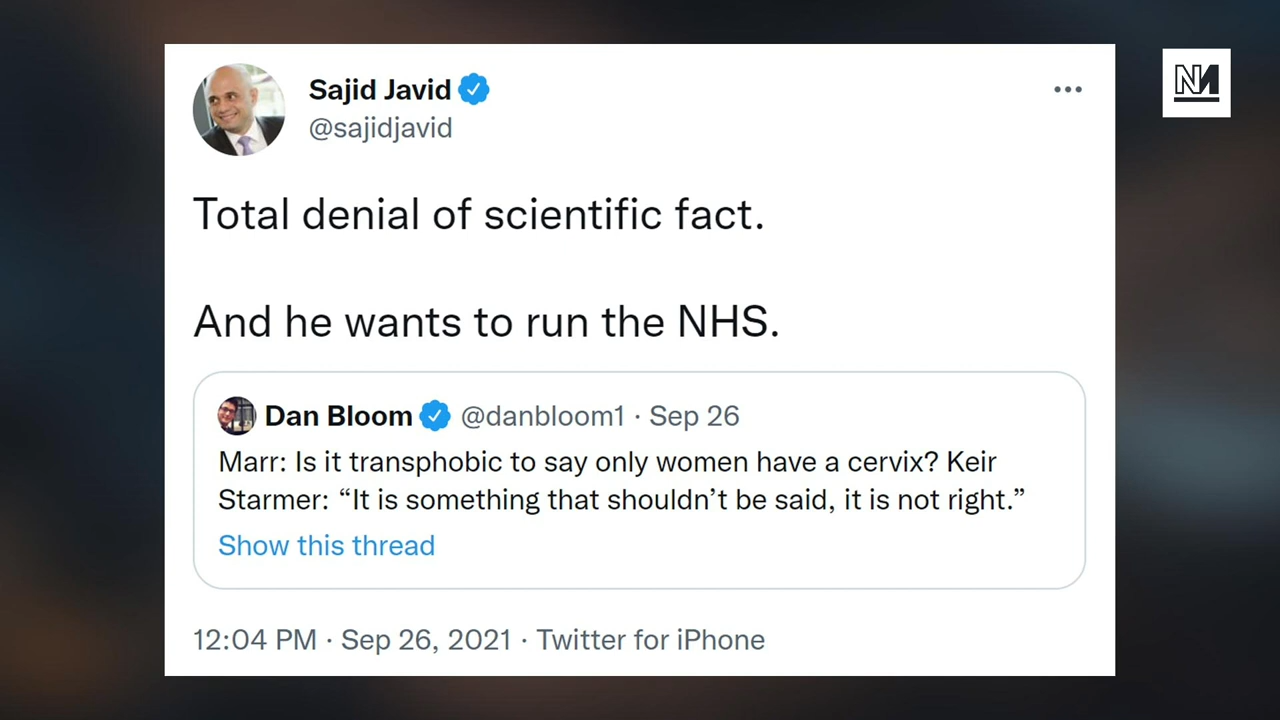 Sajid Javid
@sajidjavid
Total denial of scientific fact.
And he wants to run the NHS.
Dan Bloom @danbloom1 · Sep 26
Marr: Is it transphobic to say only women have a cervix? Keir
Starmer: “It is something that shouldn’t be said, it is not right.”
Show this thread
12:04 PM · Sep 26, 2021 · Twitter for iPhone
NM